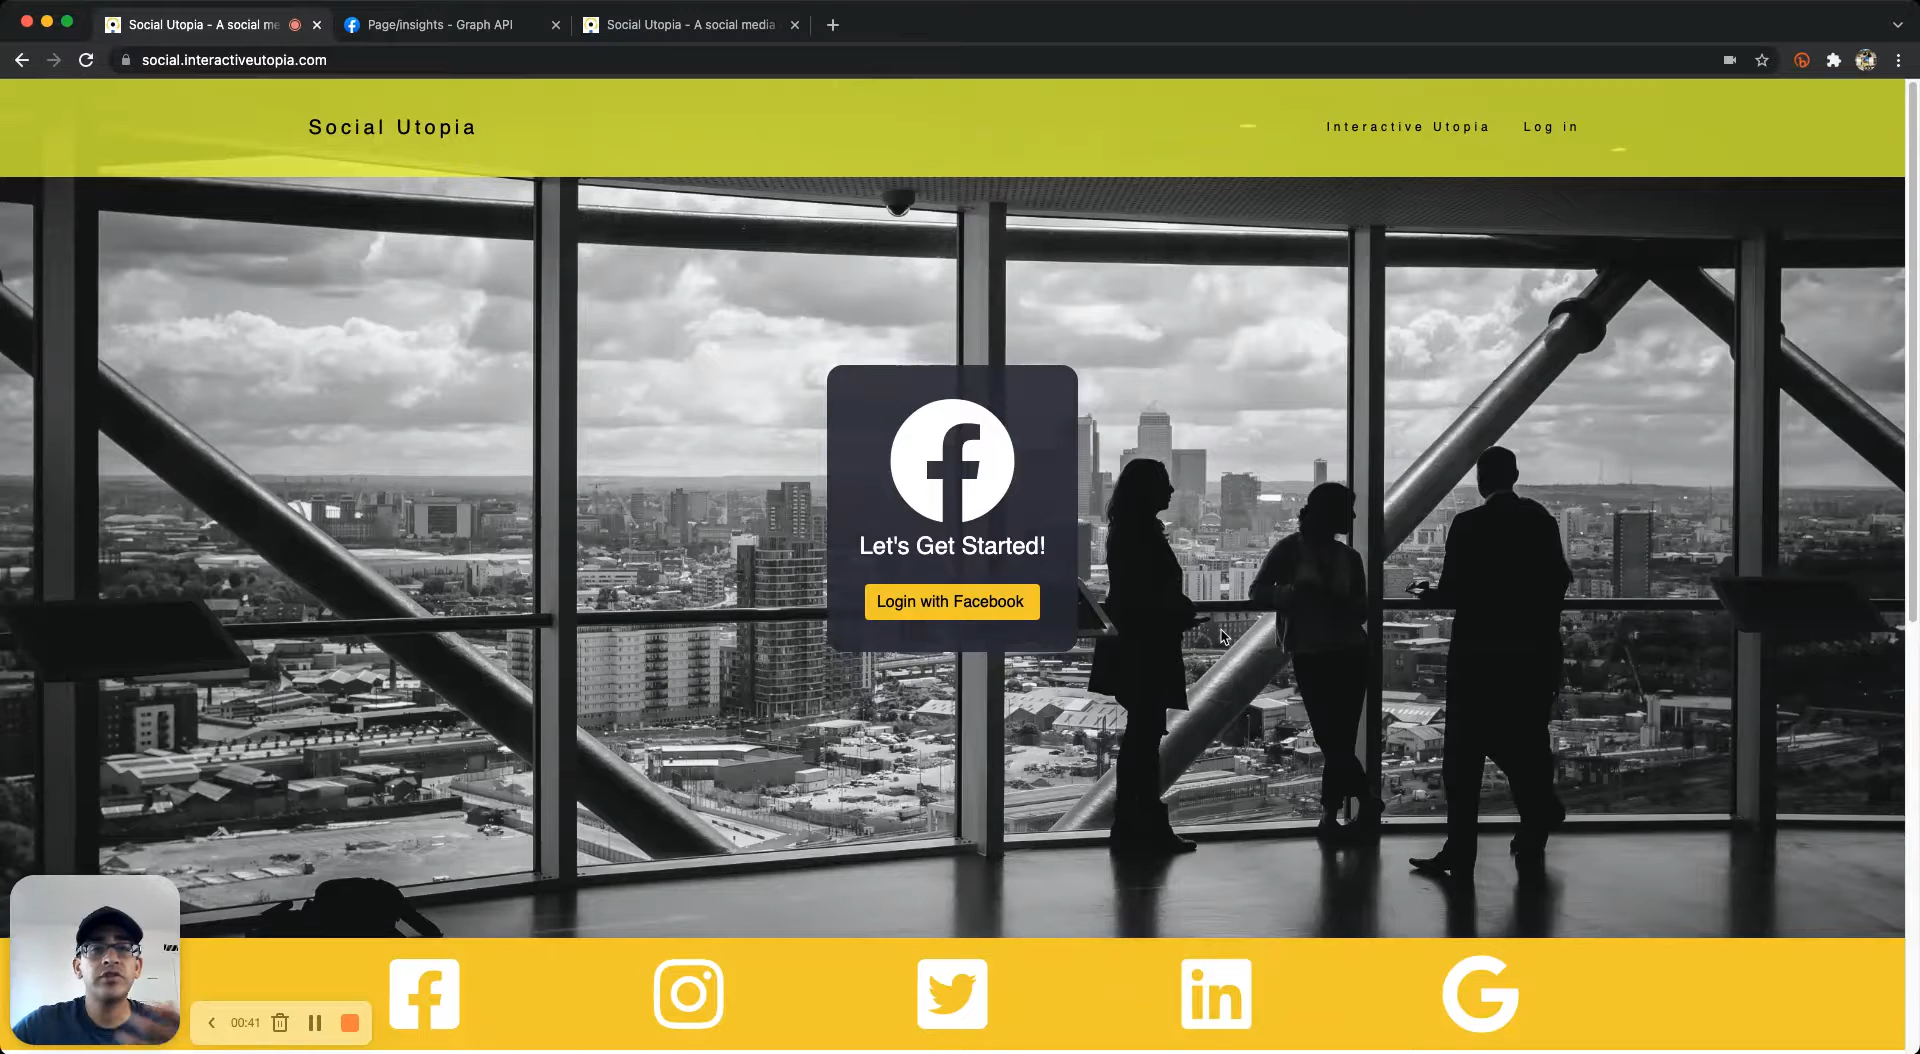 Social Utopia - A social me
Page/insights - Graph API
Social Utopia - A social media
social.interactiveutopia.com
Social Utopia
Interactive Utopia
Log in
Let's Get Started!
Login with Facebook
00:41